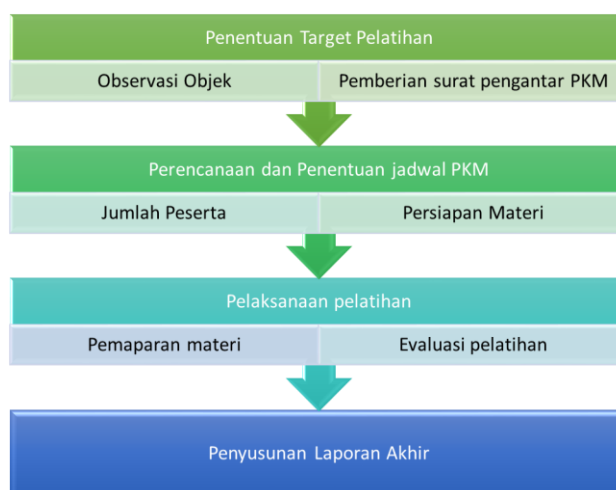 Penentuan Target Pelatihan
Observasi Objek
Pemberian surat pengantar PKM
Perencanaan dan Penentuan jadwal PKM
Jumlah Peserta
Persiapan Materi
Pelaksanaan pelatihan
Pemaparan materi
Evaluasi pelatihan
Penyusunan Laporan Akhir